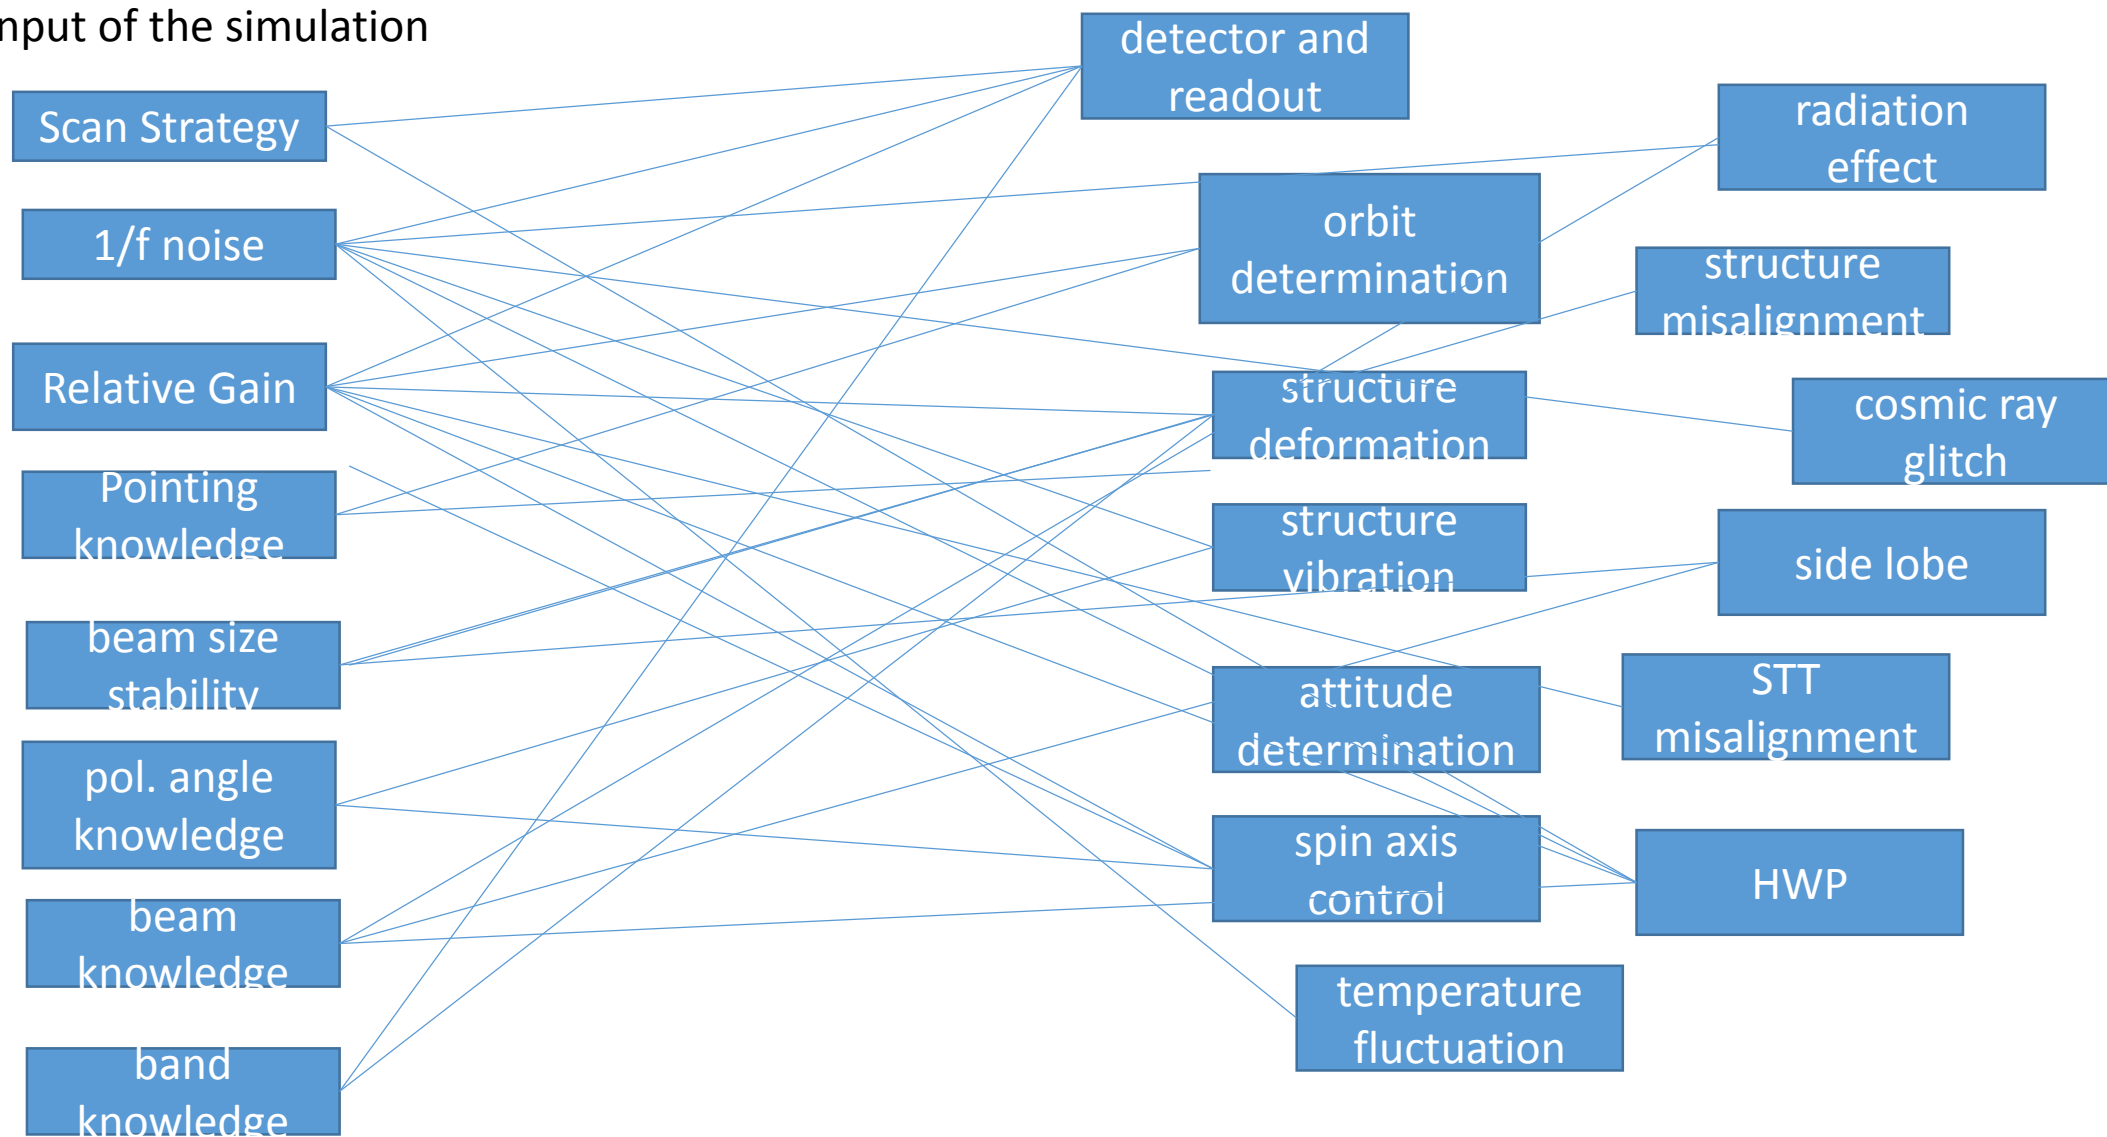 nput of the simulation
Scan Strategy
1/f noise
Relative Gain
Pointing
knowledge
beam size
stability
pol. angle
knowledge
beam
knowledge
band
knowledge
detector and
readout
orbit
determination
structure
deformation
structure
vibration
attitude
determination
spin axis
control
temperature
fluctuation
radiation
effect
structure
misalignment
cosmic ray
glitch
side lobe
STT
misalignment
HWP